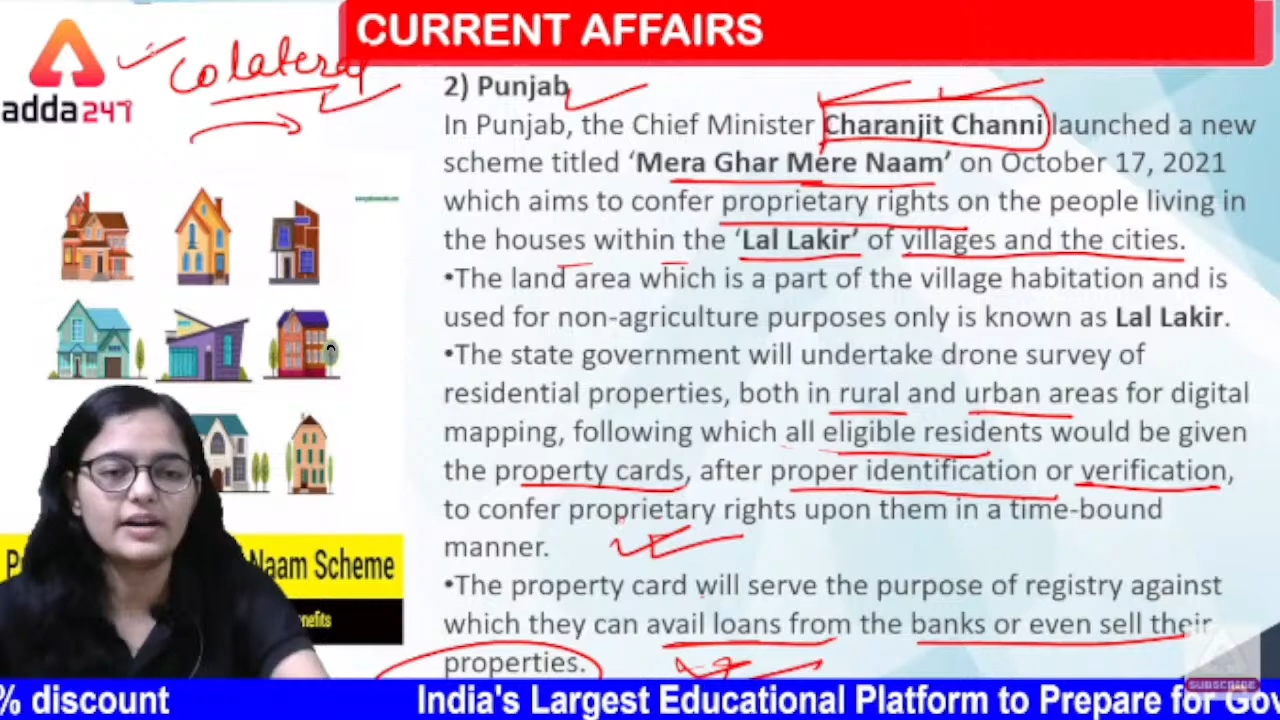 CURRENT AFFAIRS
Colateral
adda247
2) Punjab
In Punjab, the Chief Minister Charanjit Channi launched a new
scheme titled ‘Mera Ghar Mere Naam’ on October 17, 2021
which aims to confer proprietary rights on the people living in
the houses within the ‘Lal Lakir’ of villages and the cities.
•The land area which is a part of the village habitation and is
used for non-agriculture purposes only is known as Lal Lakir.
•The state government will undertake drone survey of
residential properties, both in rural and urban areas for digital
mapping, following which all eligible residents would be given
the property cards, after proper identification or verification,
to confer proprietary rights upon them in a time-bound
manner.
•The property card will serve the purpose of registry against
which they can avail loans from the banks or even sell their
properties.
Naam Scheme
SUBSCRIBE
% discount
India's Largest Educational Platform to Prepare for Gov